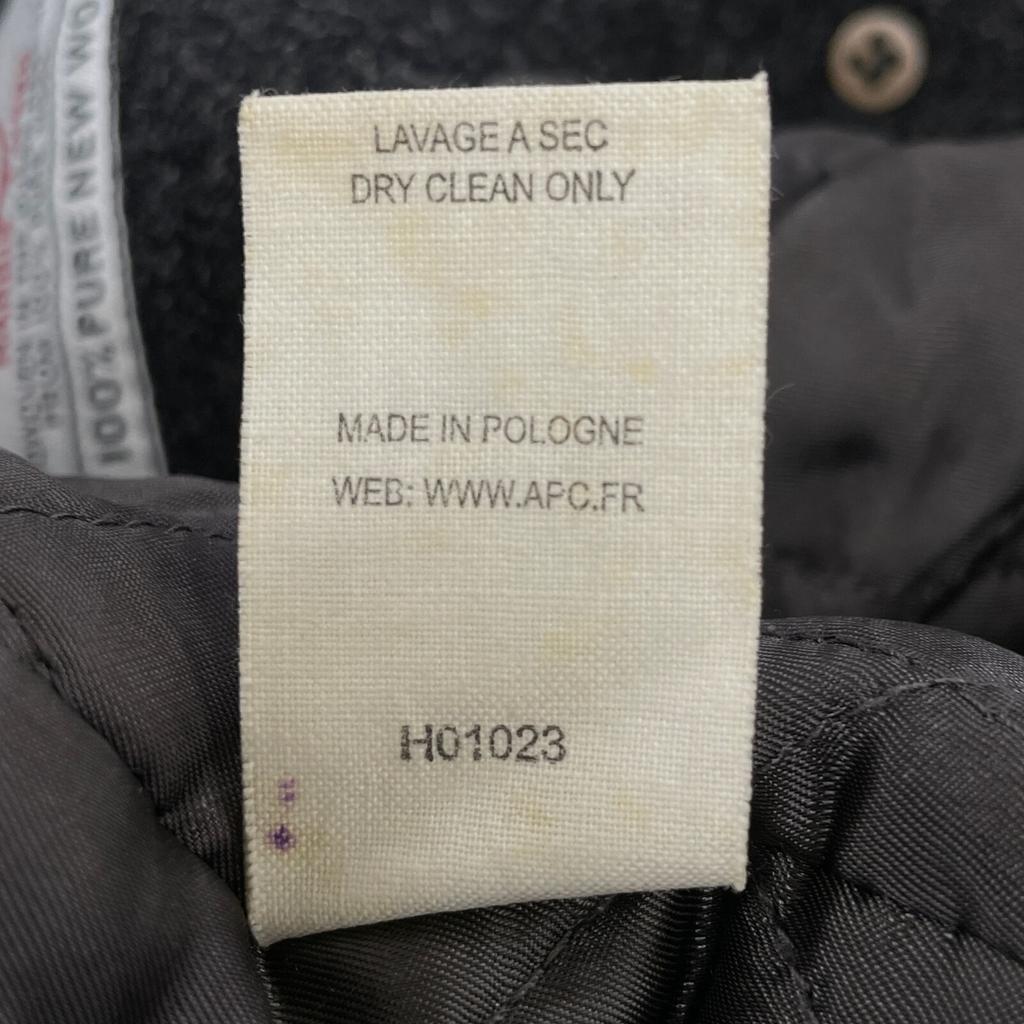 LAVAGE A SEC
DRY CLEAN ONLY
MADE IN POLOGNE
WEB: WWW.APC.FR
H01023
100% PURE NEW WO